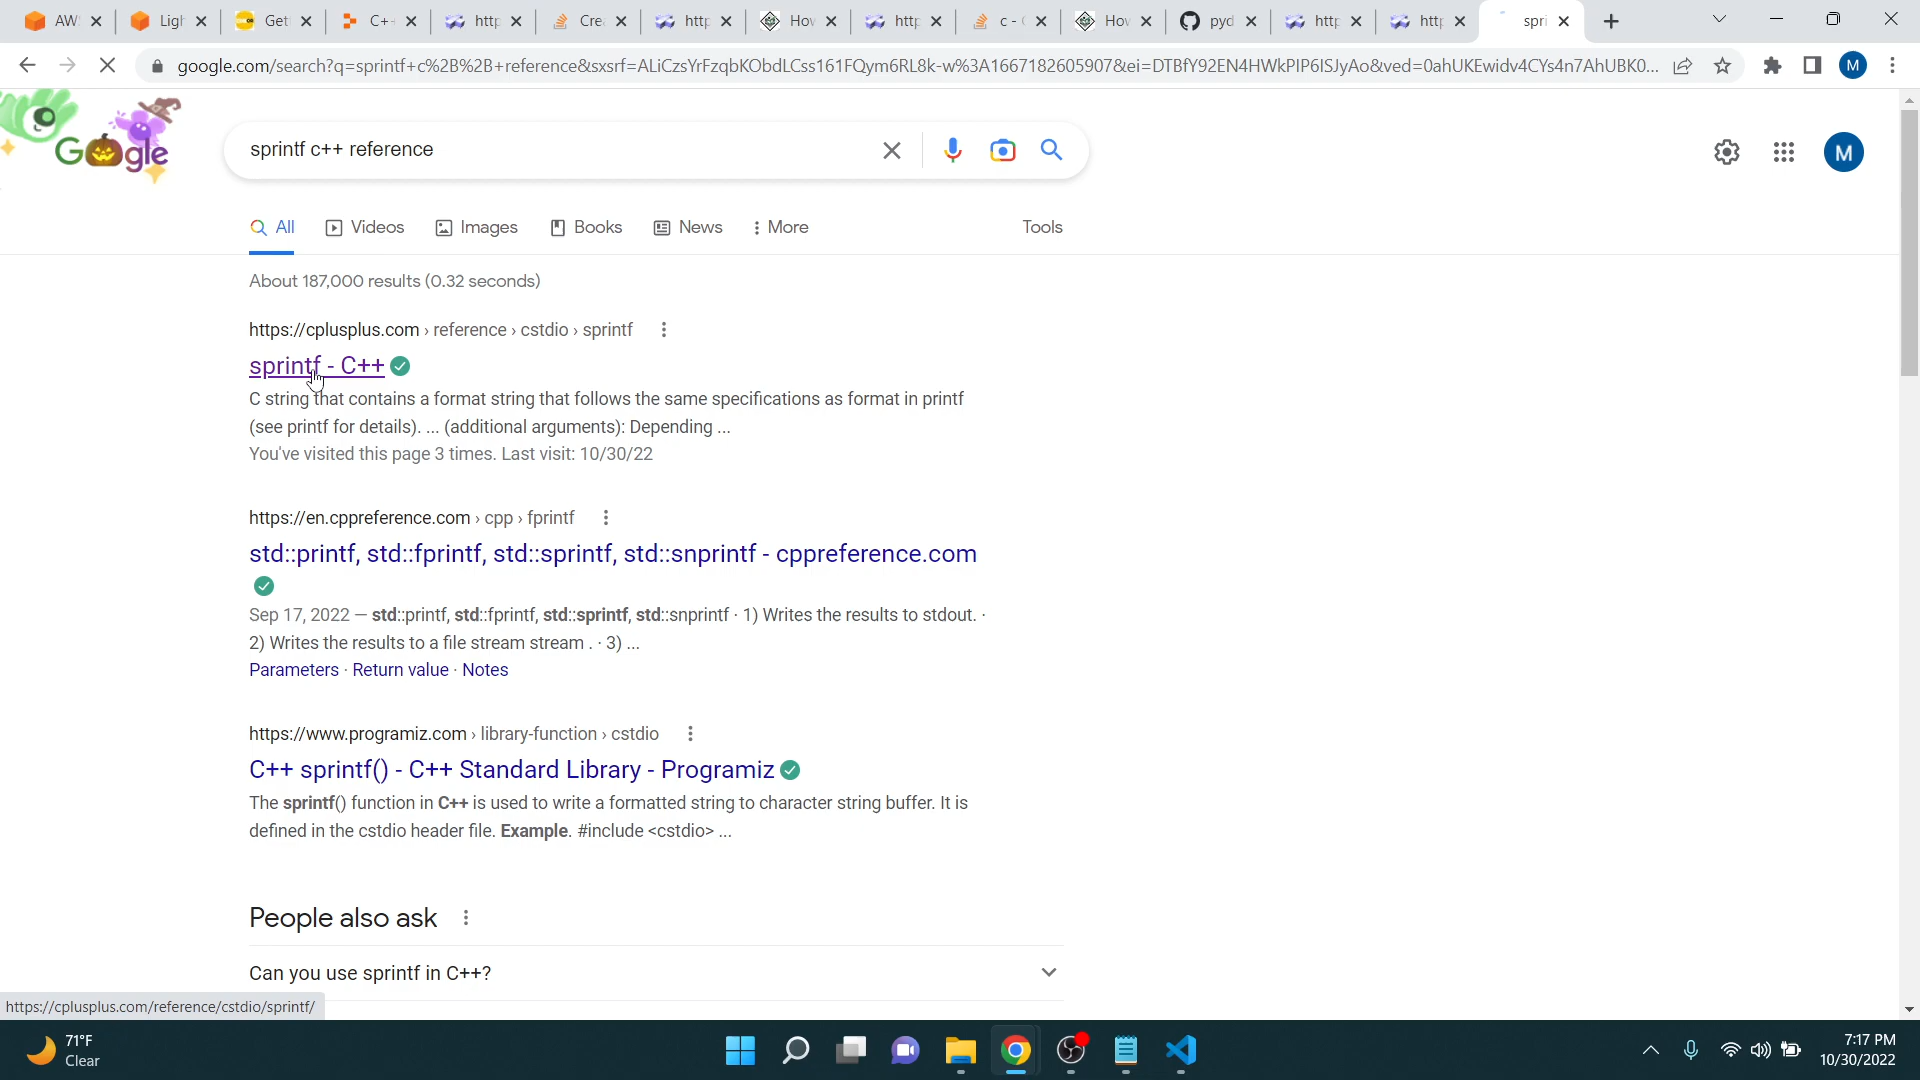 AW
Ligh
Get
C+
http
Crea
http
How
http
c - C
How
pyd
http
http
spri
google.com/search?q=sprintf+c%2B%2B+reference&sxsrf=ALiCzsYrFzqbKObdLCss161FQym6RL8k-w%3A1667182605907&ei=DTBfY92EN4HWkPIP6ISJyAo&ved=0ahUKEwidv4CYs4n7AhUBK0...
M
Google
sprintf c++ reference
M
All
Videos
Images
Books
News
More
Tools
About 187,000 results (0.32 seconds)
https://cplusplus.com › reference › cstdio › sprintf
sprintf - C++
C string that contains a format string that follows the same specifications as format in printf
(see printf for details). ... (additional arguments): Depending ...
You've visited this page 3 times. Last visit: 10/30/22
https://en.cppreference.com › cpp › fprintf
std::printf, std::fprintf, std::sprintf, std::snprintf - cppreference.com
Sep 17, 2022 — std::printf, std::fprintf, std::sprintf, std::snprintf · 1) Writes the results to stdout. ·
2) Writes the results to a file stream stream . · 3) ...
Parameters · Return value · Notes
https://www.programiz.com › library-function › cstdio
C++ sprintf() - C++ Standard Library - Programiz
The sprintf() function in C++ is used to write a formatted string to character string buffer. It is
defined in the cstdio header file. Example. #include <cstdio> ...
People also ask
Can you use sprintf in C++?
https://cplusplus.com/reference/cstdio/sprintf/
71°F
Clear
7:17 PM
10/30/2022